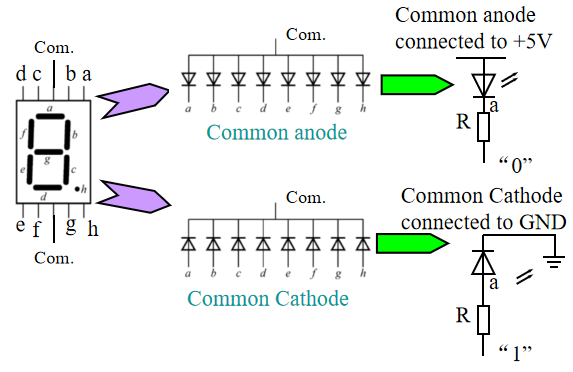 Com.
d c b a
a
f b
g
e c
d h
e f g h
Com.
Com.
a b c d e f g h
Common anode
Com.
a b c d e f g h
Common Cathode
Common anode
connected to +5V
a
R
“0”
Common Cathode
connected to GND
a
R
“1”